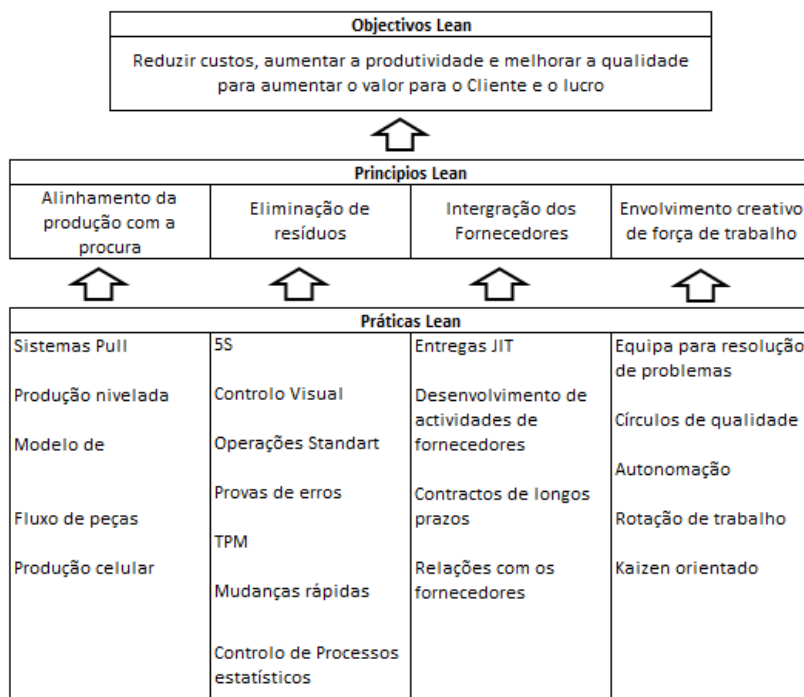 Objectivos Lean
Reduzir custos, aumentar a produtividade e melhorar a qualidade
para aumentar o valor para o Cliente e o lucro
Principios Lean
Alinhamento da
produção com a
procura
Eliminação de
resíduos
Intergração dos
Fornecedores
Envolvimento creativo
de força de trabalho
Práticas Lean
Sistemas Pull
Produção nivelada
Modelo de
Fluxo de peças
Produção celular
5S
Controlo Visual
Operações Standart
Provas de erros
TPM
Mudanças rápidas
Controlo de Processos
estatísticos
Entregas JIT
Desenvolvimento de
actividades de
fornecedores
Contractos de longos
prazos
Relações com os
fornecedores
Equipa para resolução
de problemas
Círculos de qualidade
Autonomação
Rotação de trabalho
Kaizen orientado